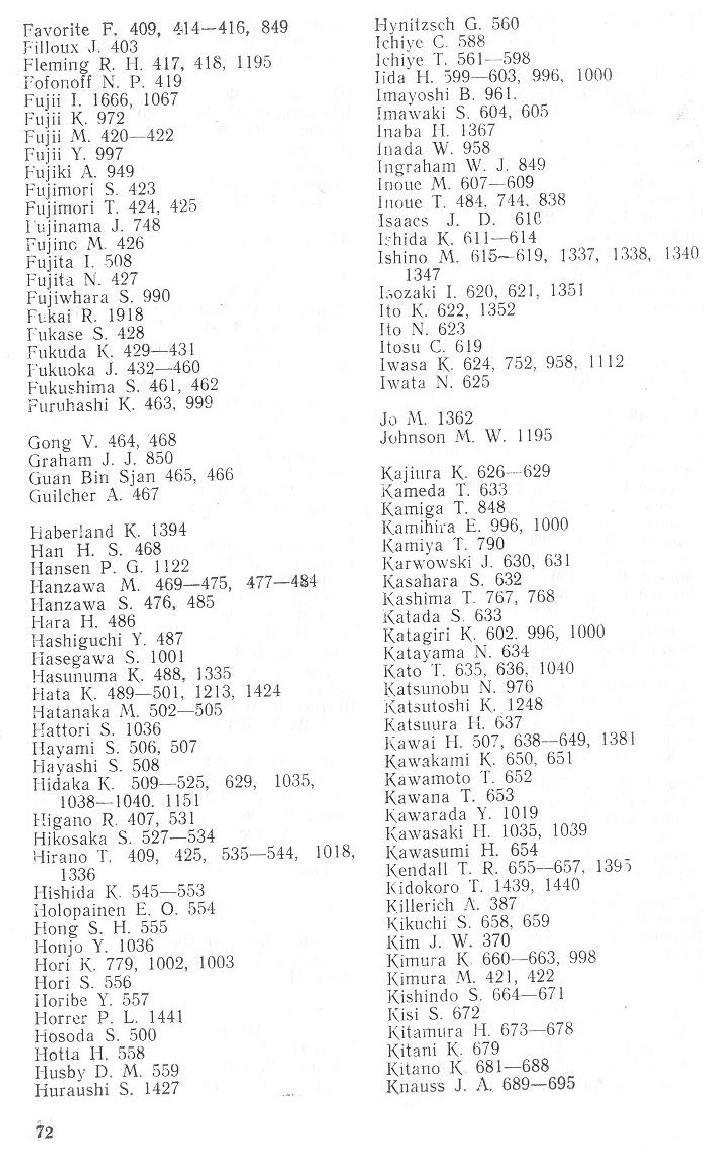 Favorite F. 409, 414—416, 849
Filloux J. 403
Fleming R. H. 417, 418, 1195
Fofonoff N. P. 419
Fujii I. 1666, 1067
Fujii K. 972
Fujii M. 420—422
Fujii Y. 997
Fujiki A. 949
Fujimori S. 423
Fujimori T. 424, 425
Fujinama J. 748
Fujino M. 426
Fujita I. 508
Fujita N. 427
Fujiwhara S. 990
Fukai R. 1918
Fukase S. 428
Fukuda K. 429—431
Fukuoka J. 432—460
Fukushima S. 461, 462
Furuhashi K. 463, 999
Gong V. 464, 468
Graham J. J. 850
Guan Bin Sjan 465, 466
Guilcher A. 467
Haberland K. 1394
Han H. S. 468
Hansen P. G. 1122
Hanzawa M. 469—475, 477—484
Hanzawa S. 476, 485
Hara H. 486
Hashiguchi Y. 487
Hasegawa S. 1001
Hasunuma K. 488, 1335
Hata K. 489—501, 1213, 1424
Hatanaka M. 502—505
Hattori S. 1036
Hayami S. 506, 507
Hayashi S. 508
Hidaka K. 509—525, 629, 1035,
1038—1040. 1151
Higano R. 407, 531
Hikosaka S. 527—534
Hirano T. 409, 425, 535—544, 1018,
1336
Hishida K. 545—553
Holopainen E. O. 554
Hong S. H. 555
Honjo Y. 1036
Hori K. 779, 1002, 1003
Hori S. 556
Horibe Y. 557
Horrer P. L. 1441
Hosoda S. 500
Hotta H. 558
Husby D. M. 559
Huraushi S. 1427
72
Hynitzsch G. 560
Ichiye C. 588
Ichiye T. 561—598
Iida H. 599—603, 996, 1000
Imayoshi B. 961.
Imawaki S. 604, 605
Inaba H. 1367
Inada W. 958
Ingraham W. J. 849
Inoue M. 607—609
Inoue T. 484, 744, 838
Isaacs J. D. 610
Ishida K. 611—614
Ishino M. 615—619, 1337, 1338, 1340
1347
Isozaki I. 620, 621, 1351
Ito K. 622, 1352
Ito N. 623
Itosu C. 619
Iwasa K. 624, 752, 958, 1112
Iwata N. 625
Jo M. 1362
Johnson M. W. 1195
Kajiura K. 626—629
Kameda T. 633
Kamiga T. 848
Kamihira E. 996, 1000
Kamiya T. 790
Karwowski J. 630, 631
Kasahara S. 632
Kashima T. 767, 768
Katada S. 633
Katagiri K. 602. 996, 1000
Katayama N. 634
Kato T. 635, 636, 1040
Katsunobu N. 976
Katsutoshi K. 1248
Katsuura H. 637
Kawai H. 507, 638—649, 1381
Kawakami K. 650, 651
Kawamoto T. 652
Kawana T. 653
Kawarada Y. 1019
Kawasaki H. 1035, 1039
Kawasumi H. 654
Kendall T. R. 655—657, 1395
Kidokoro T. 1439, 1440
Killerich A. 387
Kikuchi S. 658, 659
Kim J. W. 370
Kimura K. 660—663, 998
Kimura M. 421, 422
Kishindo S. 664—671
Kisi S. 672
Kitamura H. 673—678
Kitani K. 679
Kitano K 681—688
Knauss J. A. 689—695